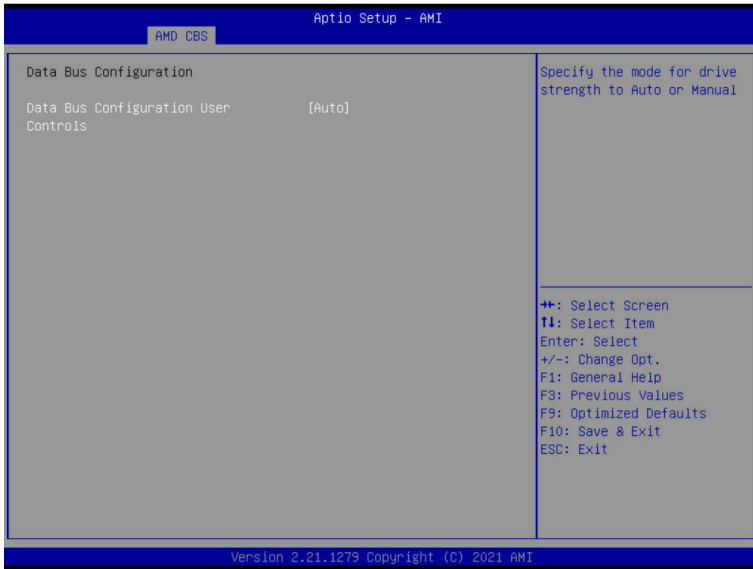 Aptio Setup - AMI
AMD CBS
Data Bus Configuration
Data Bus Configuration User [Auto]
Controls
Specify the mode for drive
strength to Auto or Manual
→←: Select Screen
↑↓: Select Item
Enter: Select
+/-: Change Opt.
F1: General Help
F3: Previous Values
F9: Optimized Defaults
F10: Save & Exit
ESC: Exit
Version 2.21.1279 Copyright (C) 2021 AMI